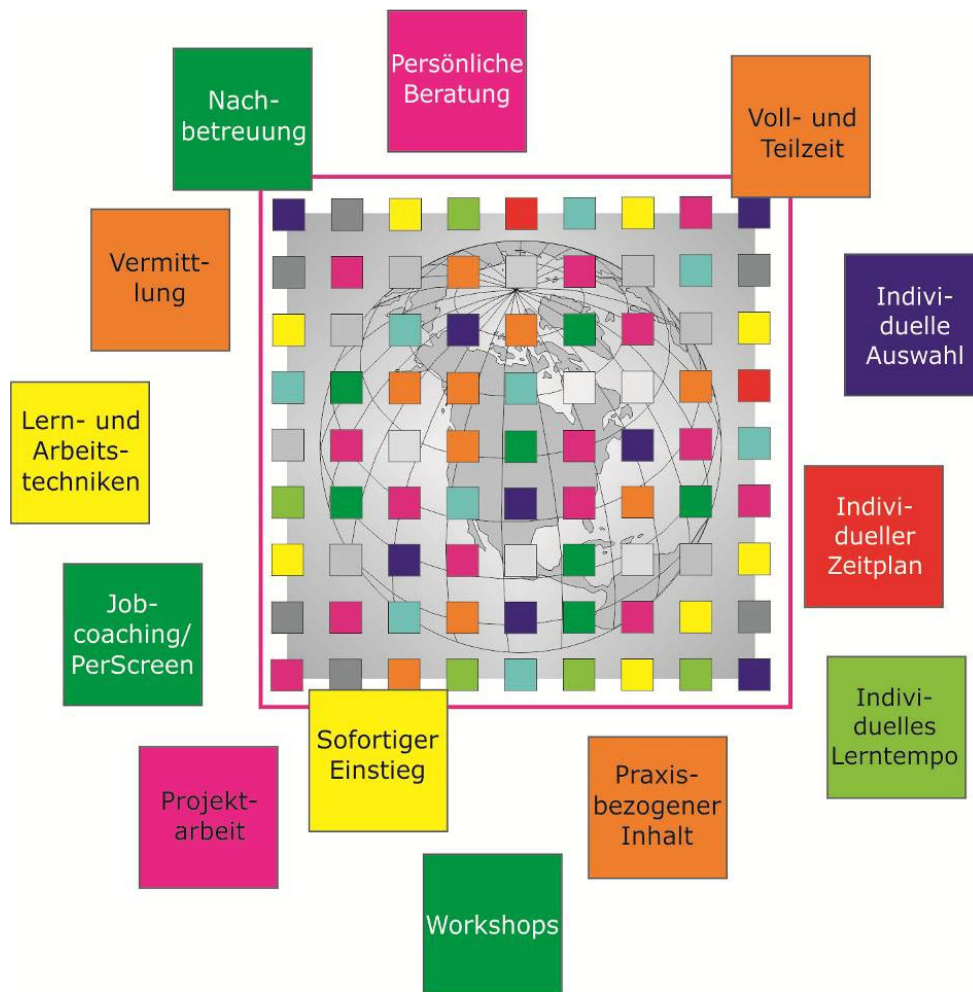 Persönliche
Beratung
Nach-
betreuung
Voll- und
Teilzeit
Vermitt-
lung
Indivi-
duelle
Auswahl
Lern- und
Arbeits-
techniken
Indivi-
dueller
Zeitplan
Job-
coaching/
PerScreen
Indivi-
duelles
Lerntempo
Sofortiger
Einstieg
Projekt-
arbeit
Praxis-
bezogener
Inhalt
Workshops